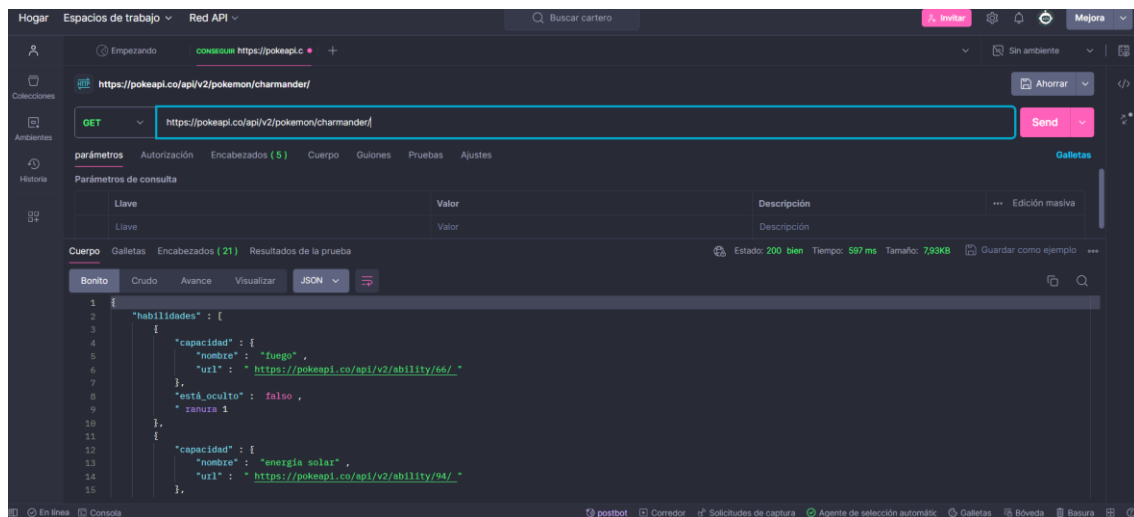 Hogar Espacios de trabajo Red API Buscar cartero Invitar Mejora
Empezando CONSEGUIR https://pokeapi.c Sin ambiente
HTTP https://pokeapi.co/api/v2/pokemon/charmander/ Ahorrar
Colecciones
GET https://pokeapi.co/api/v2/pokemon/charmander/ Send
Ambientes
parámetros Autorización Encabezados (5) Cuerpo Guiones Pruebas Ajustes Galletas
Historia
Parámetros de consulta
Llave Valor Descripción ••• Edición masiva
Llave Valor Descripción
Cuerpo Galletas Encabezados (21) Resultados de la prueba Estado: 200 bien Tiempo: 597 ms Tamaño: 7,93KB Guardar como ejemplo •••
Bonito Crudo Avance Visualizar JSON
1 {
2 "habilidades" : [
3 {
4 "capacidad" : {
5 "nombre" : "fuego" ,
6 "url" : " https://pokeapi.co/api/v2/ability/66/ "
7 },
8 "está_oculto" : falso ,
9 " ranura 1
10 },
11 {
12 "capacidad" : {
13 "nombre" : "energía solar" ,
14 "url" : " https://pokeapi.co/api/v2/ability/94/ "
15 },
En línea Consola postbot Corredor Solicitudes de captura Agente de selección automátic Galletas Bóveda Basura